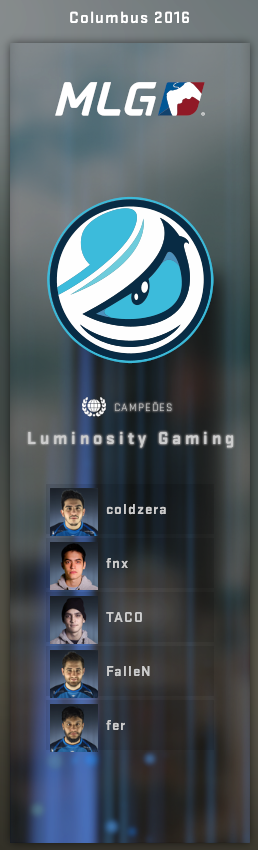 Columbus 2016
MLG
CAMPEÕES
Luminosity Gaming
coldzera
fnx
TACO
FalleN
fer